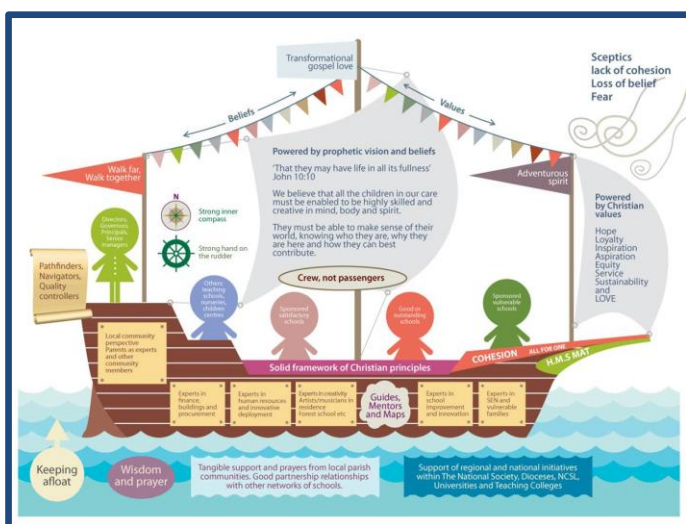 Transformational
gospel love
Beliefs
Values
Sceptics
lack of cohesion
Loss of belief
Fear
Walk far,
Walk together
Adventurous
spirit
Powered by prophetic vision and beliefs
‘That they may have life in all its fullness’
John 10:10
We believe that all the children in our care
must be enabled to be highly skilled and
creative in mind, body and spirit.
They must be able to make sense of their
world, knowing who they are, why they
are here and how they can best
contribute.
Powered
by Christian
values
Hope
Loyalty
Inspiration
Aspiration
Equity
Service
Sustainability
and
LOVE
N
Strong inner
compass
Strong hand on
the rudder
Directors,
Governors,
Principals,
Senior
managers
Pathfinders,
Navigators,
Quality
controllers
Crew, not passengers
Others
teaching
schools,
nurseries,
children
centres
Sponsored
satisfactory
schools
Good or
outstanding
schools
Sponsored
vulnerable
schools
Local community
perspective
Parents as experts
and other
community
members
Solid framework of Christian principles
COHESION
ALL FOR ONE
H.M.S MAT
Experts in
finance,
buildings and
procurement
Experts in
human resources
and innovative
deployment
Experts in creativity
Artists/musicians in
residence
Forest school etc
Guides,
Mentors
and Maps
Experts in
school
improvement
and innovation
Experts in
SEN and
vulnerable
families
Keeping
afloat
Wisdom
and prayer
Tangible support and prayers from local parish
communities. Good partnership relationships
with other networks of schools.
Support of regional and national initiatives
within The National Society, Dioceses, NCSL,
Universities and Teaching Colleges